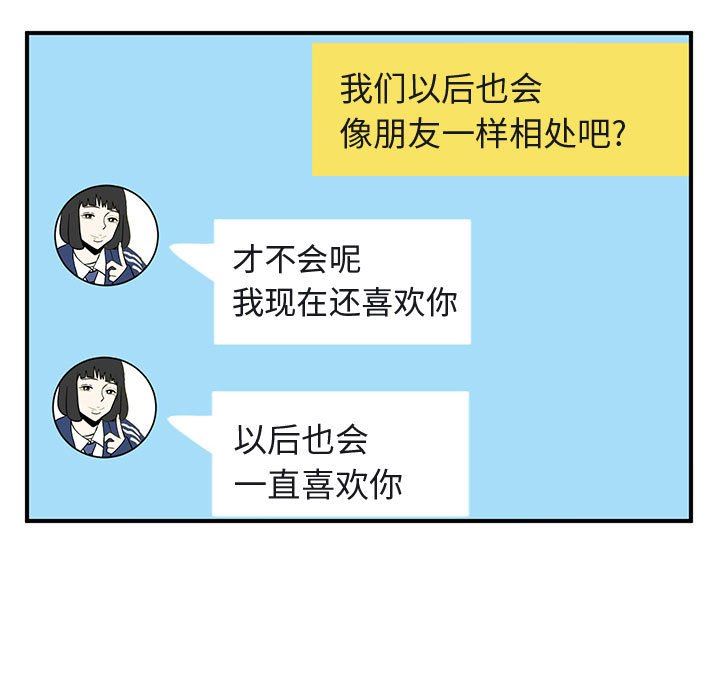 我们以后也会
像朋友一样相处吧?
才不会呢
我现在还喜欢你
以后也会
一直喜欢你